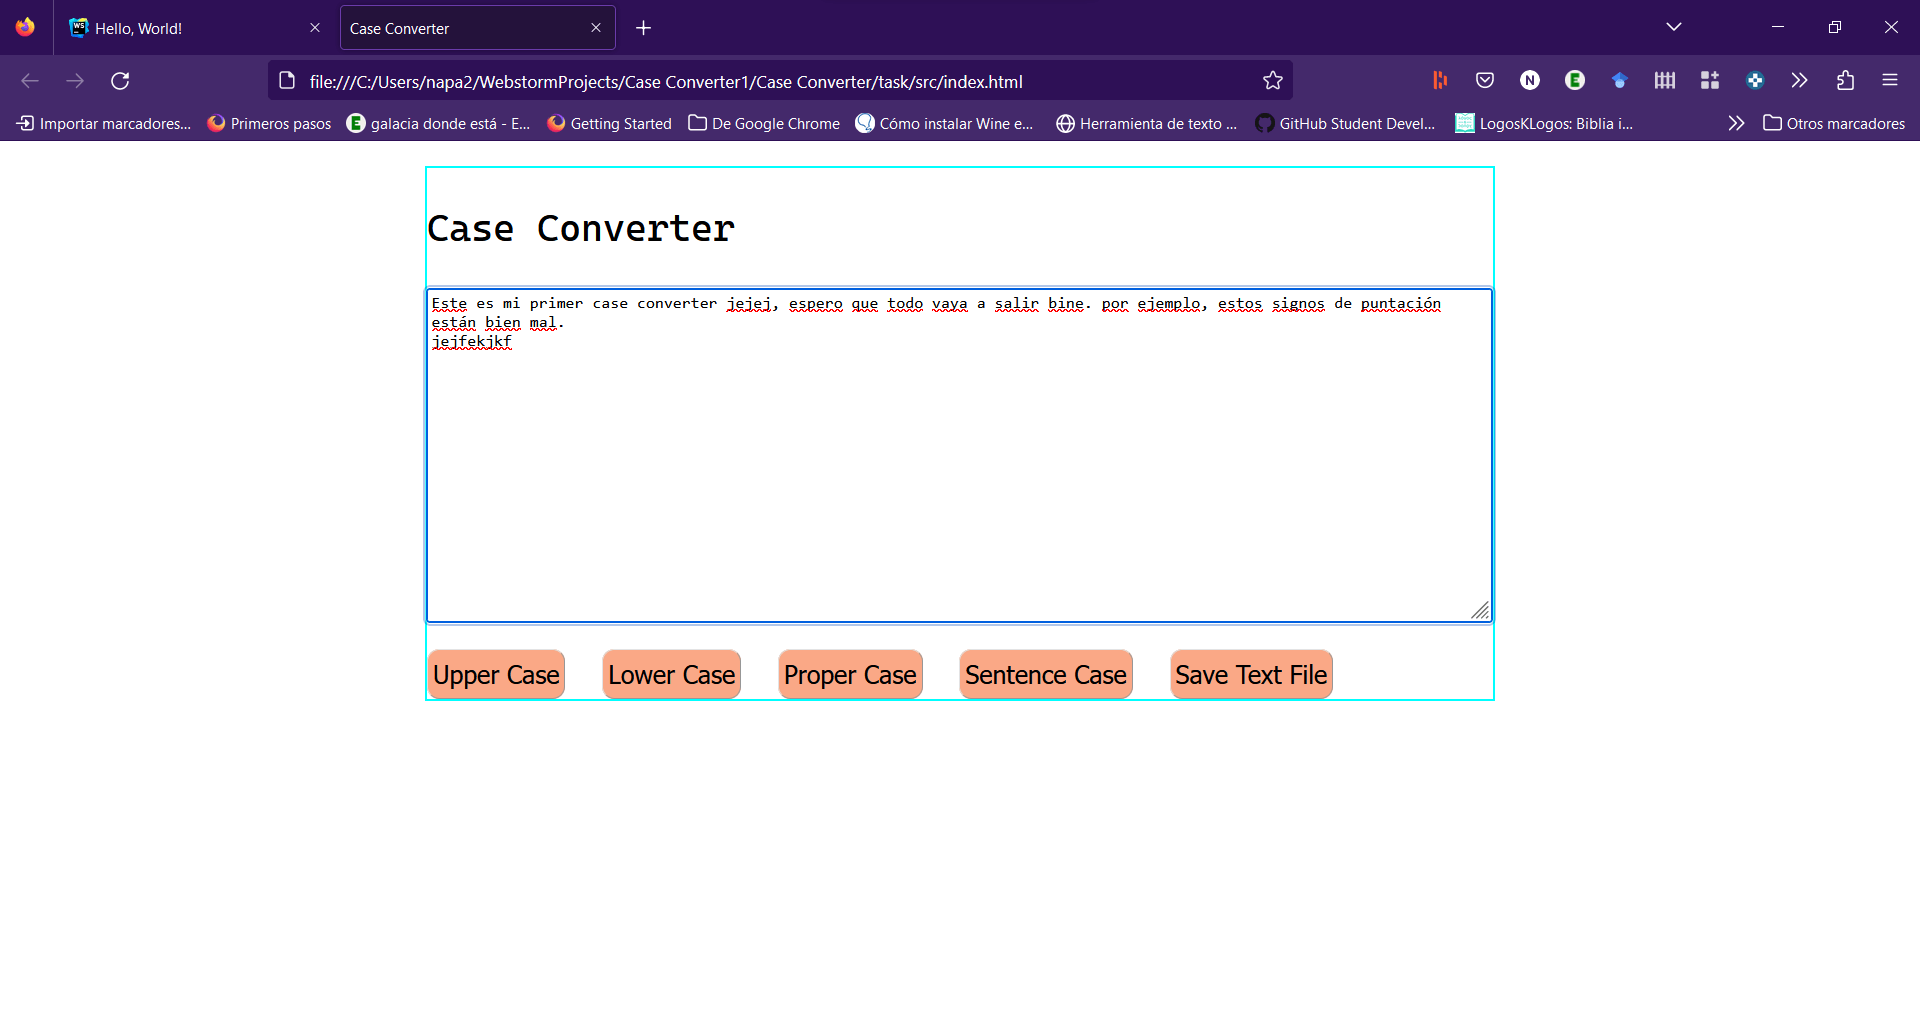 Hello, World!
Case Converter
file:///C:/Users/napa2/WebstormProjects/Case Converter1/Case Converter/task/src/index.html
Importar marcadores...
Primeros pasos
galacia donde está - E...
Getting Started
De Google Chrome
Cómo instalar Wine e...
Herramienta de texto ...
GitHub Student Devel...
LogosKLogos: Biblia i...
Otros marcadores
Case Converter
Este es mi primer case converter jejej, espero que todo vaya a salir bine. por ejemplo, estos signos de puntación
están bien mal.
jejfekjkf
Upper Case
Lower Case
Proper Case
Sentence Case
Save Text File